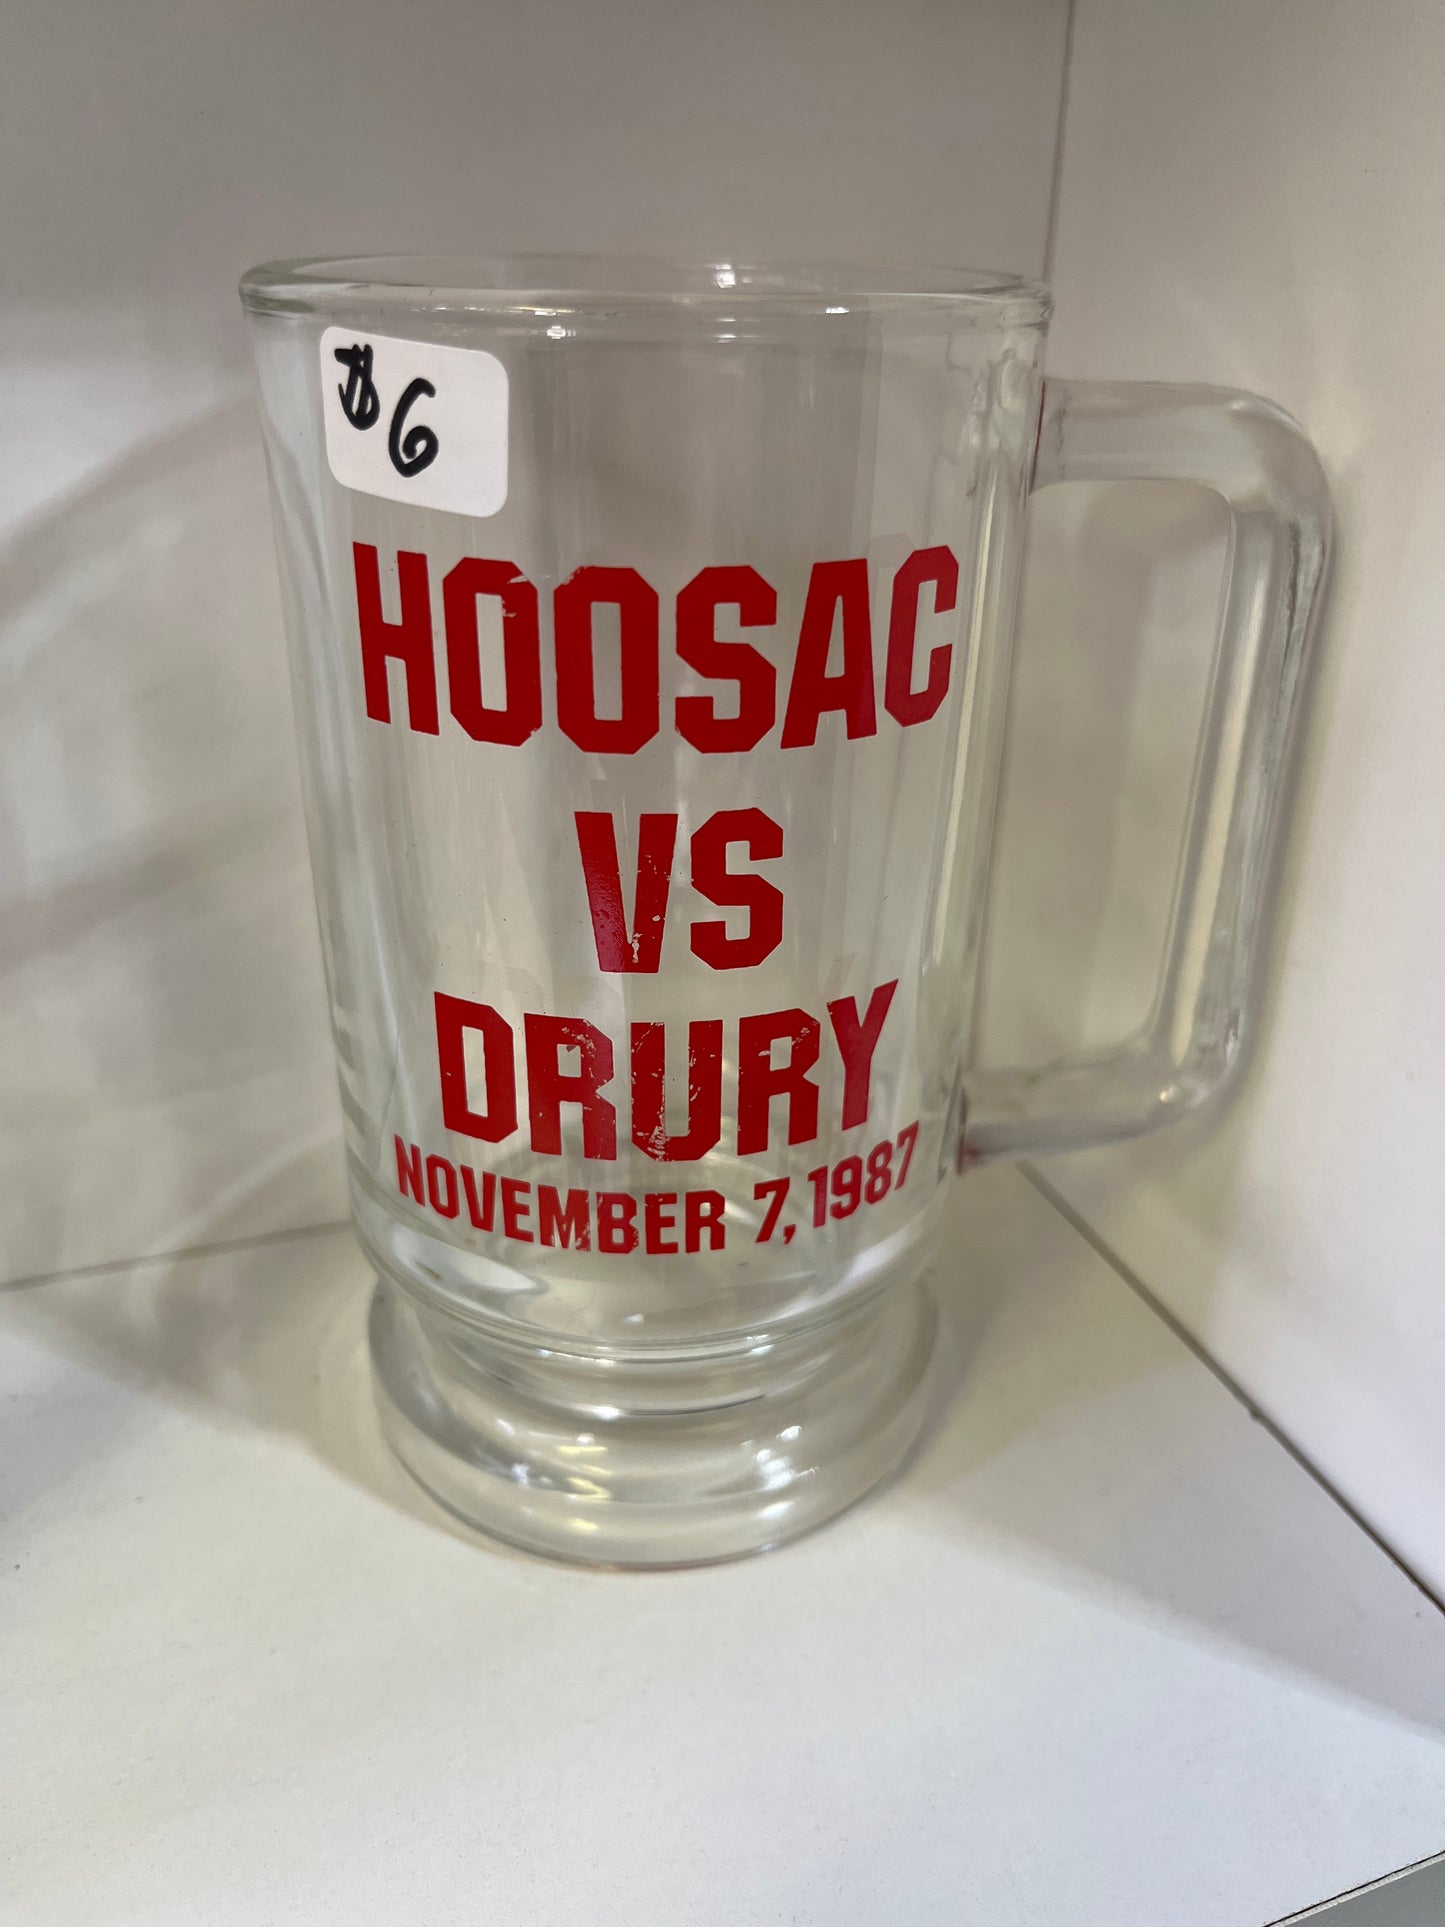 $6
HOOSAC
VS
DRURY
NOVEMBER 7, 1987